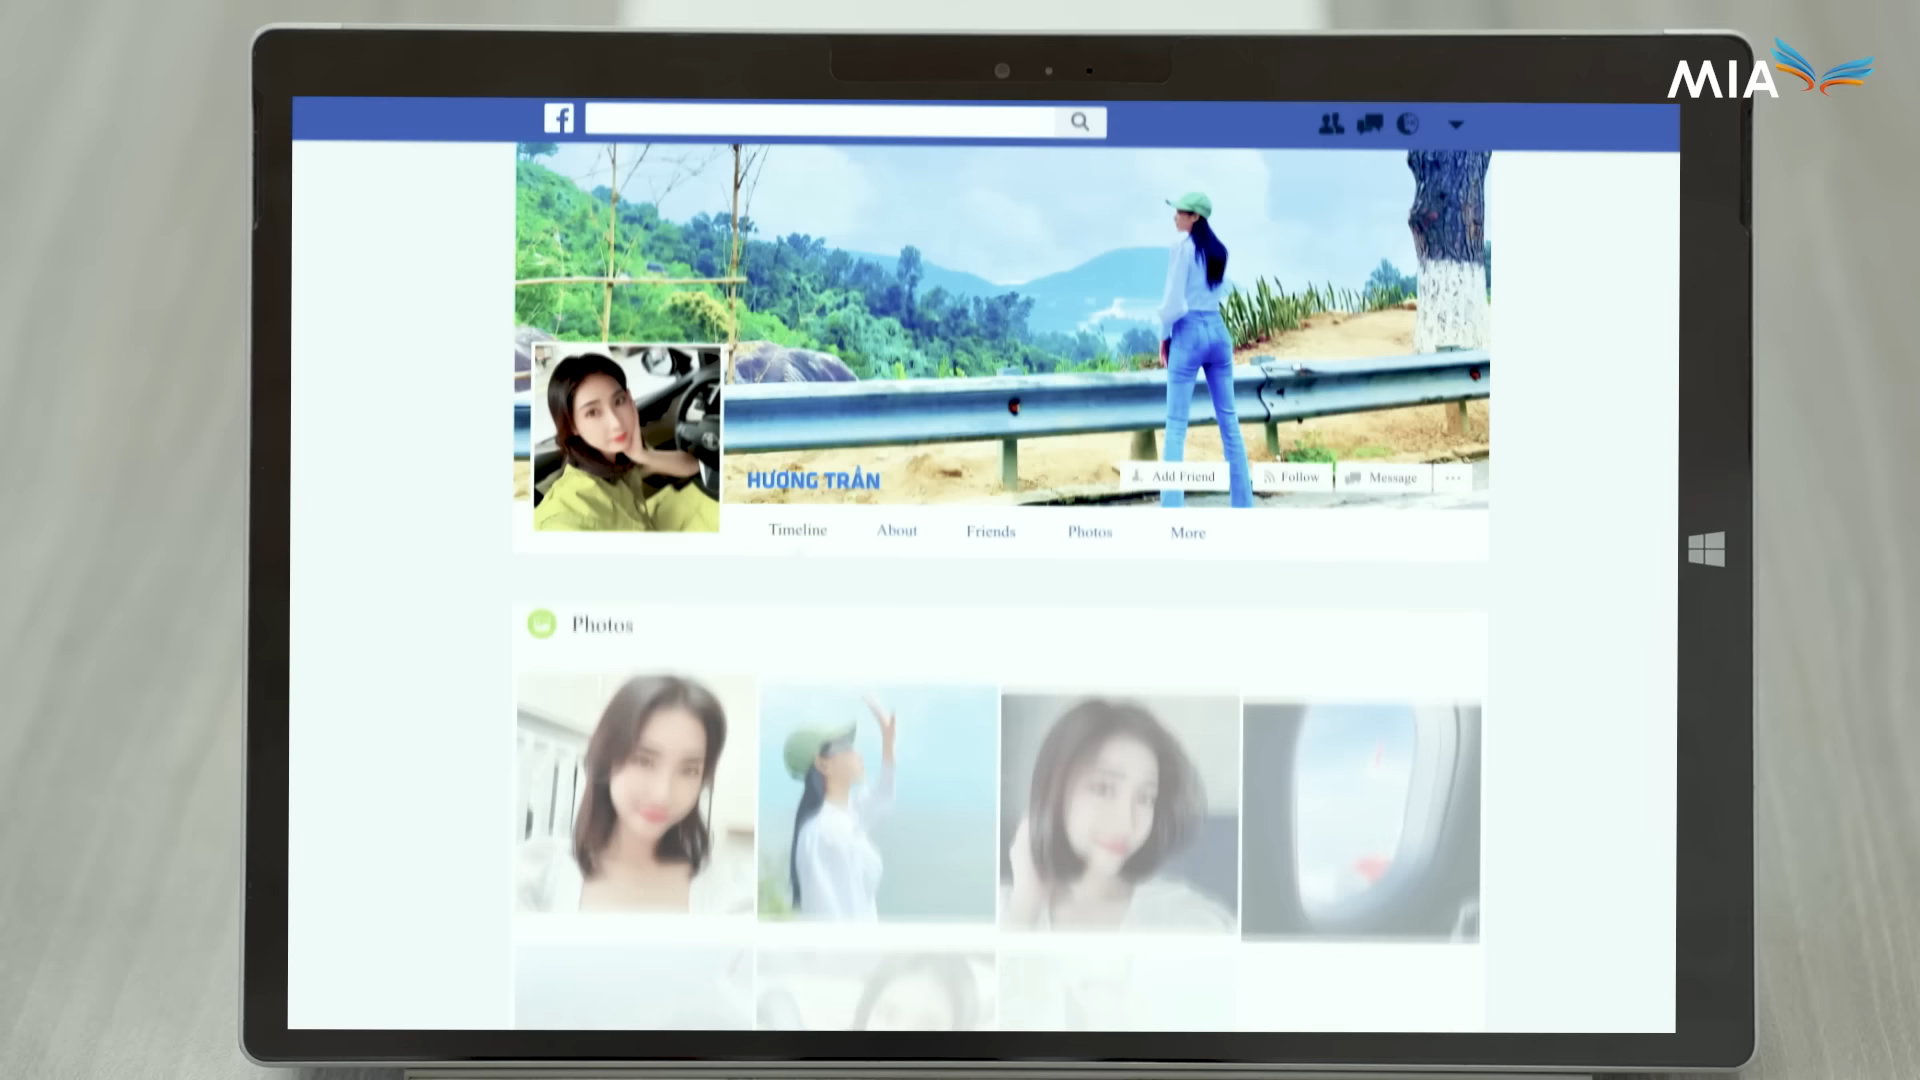 MIA
f
HƯƠNG TRẦN
Add Friend
Follow
Message
Timeline
About
Friends
Photos
More
Photos